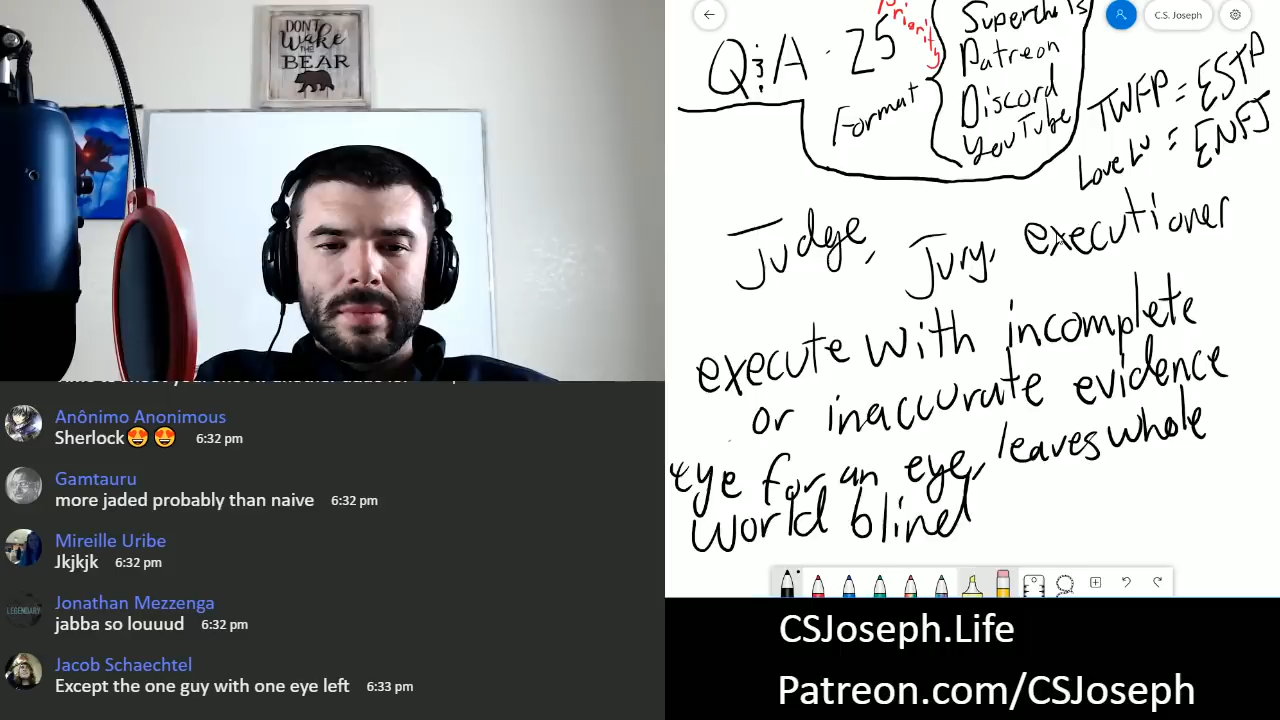 DON'T
Wake
THE
BEAR
Anônimo Anonimous
Sherlock😍 😍 6:32 pm
Gamtauru
more jaded probably than naive 6:32 pm
Mireille Uribe
Jkjkjk 6:32 pm
LEGENDARY
Jonathan Mezzenga
jabba so louuud 6:32 pm
Jacob Schaechtel
Except the one guy with one eye left 6:33 pm
C.S. Joseph
Q&A - 25
Priority
Format
Patreon
Discord
YouTube
TWFP = ESTP
Love Lu = ENFJ
Judge, Jury, executioner
execute with incomplete
or inaccurate evidence
eye for an eye, leaves whole
world blind
CSJoseph.Life
Patreon.com/CSJoseph